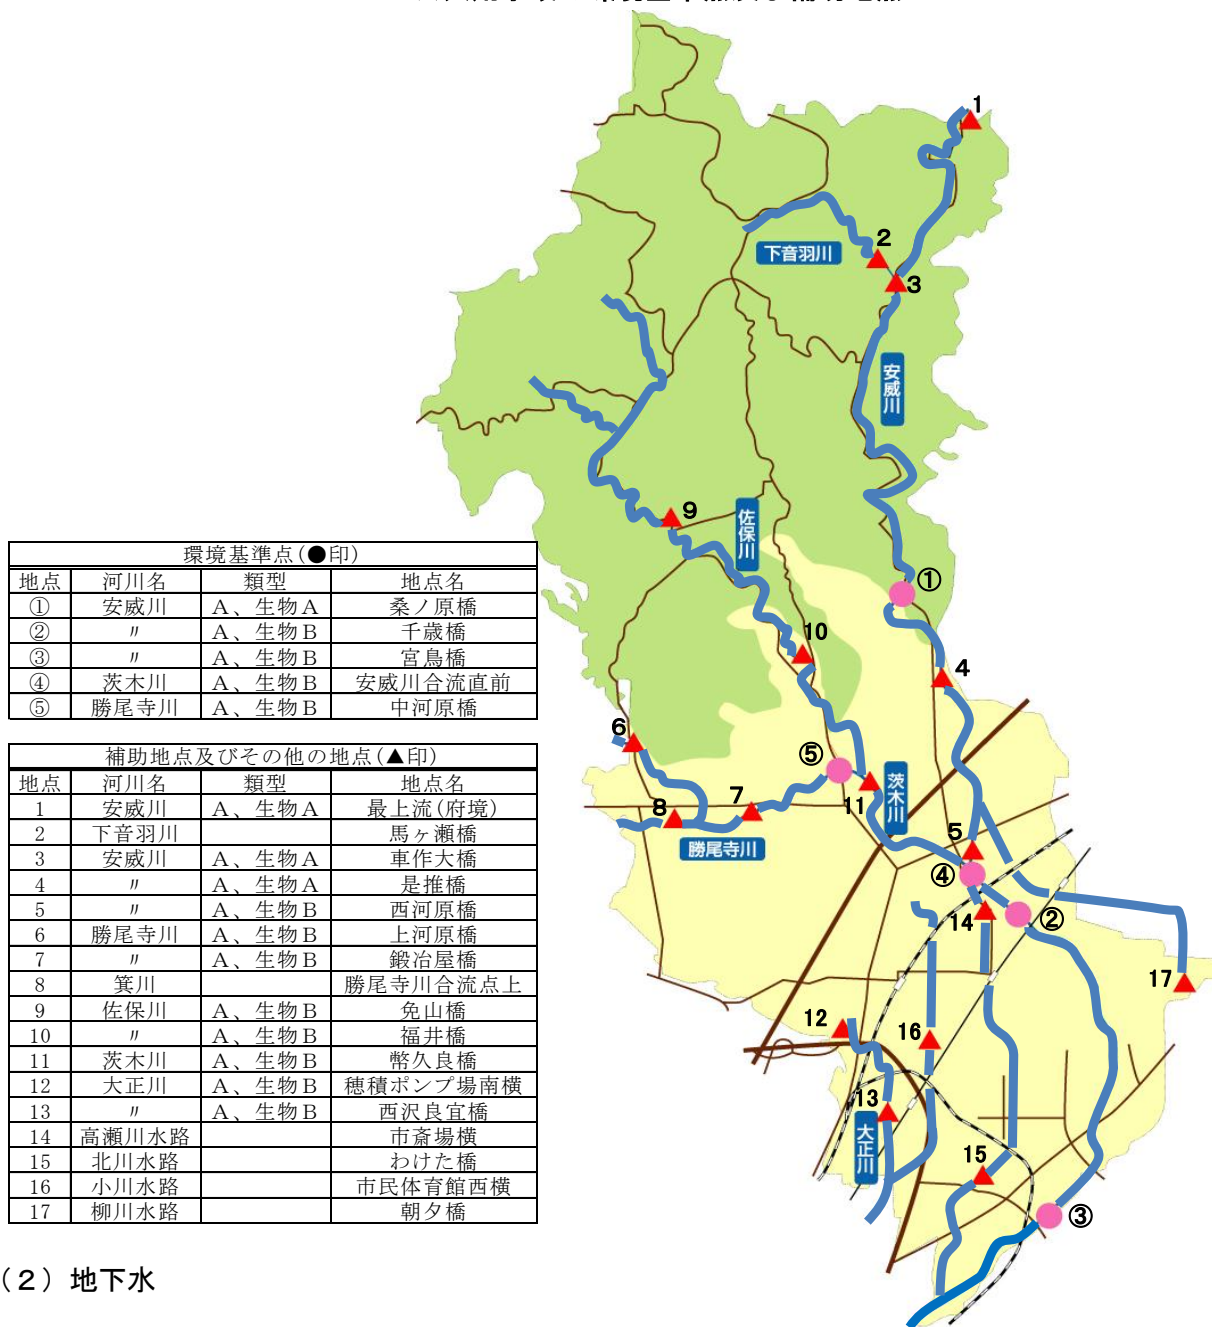 環境基準点(●印)
地点 河川名 類型 地点名
① 安威川 A、生物A 桑ノ原橋
② 〃 A、生物B 千歳橋
③ 〃 A、生物B 宮鳥橋
④ 茨木川 A、生物B 安威川合流直前
⑤ 勝尾寺川 A、生物B 中河原橋
補助地点及びその他の地点(▲印)
地点 河川名 類型 地点名
1 安威川 A、生物A 最上流(府境)
2 下音羽川 馬ヶ瀬橋
3 安威川 A、生物A 車作大橋
4 〃 A、生物A 是推橋
5 〃 A、生物B 西河原橋
6 勝尾寺川 A、生物B 上河原橋
7 〃 A、生物B 鍛冶屋橋
8 箕川 勝尾寺川合流点上
9 佐保川 A、生物B 免山橋
10 〃 A、生物B 福井橋
11 茨木川 A、生物B 幣久良橋
12 大正川 A、生物B 穂積ポンプ場南横
13 〃 A、生物B 西沢良宜橋
14 高瀬川水路 市斎場横
15 北川水路 わけた橋
16 小川水路 市民体育館西横
17 柳川水路 朝夕橋
(2)地下水
1
2
下音羽川
3
安威川
9
佐保川
①
10
4
6
⑤
茨木川
11
7
8
勝尾寺川
5
④
②
14
17
12
16
13
大正川
15
③